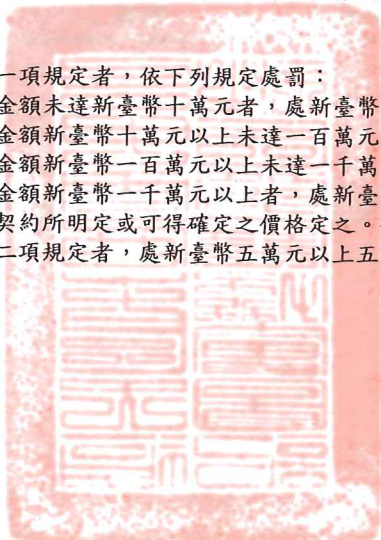 一項規定者，依下列規定處罰：
金額未達新臺幣十萬元者，處新臺幣
金額新臺幣十萬元以上未達一百萬元
金額新臺幣一百萬元以上未達一千萬
金額新臺幣一千萬元以上者，處新臺
契約所明定或可得確定之價格定之。
二項規定者，處新臺幣五萬元以上五